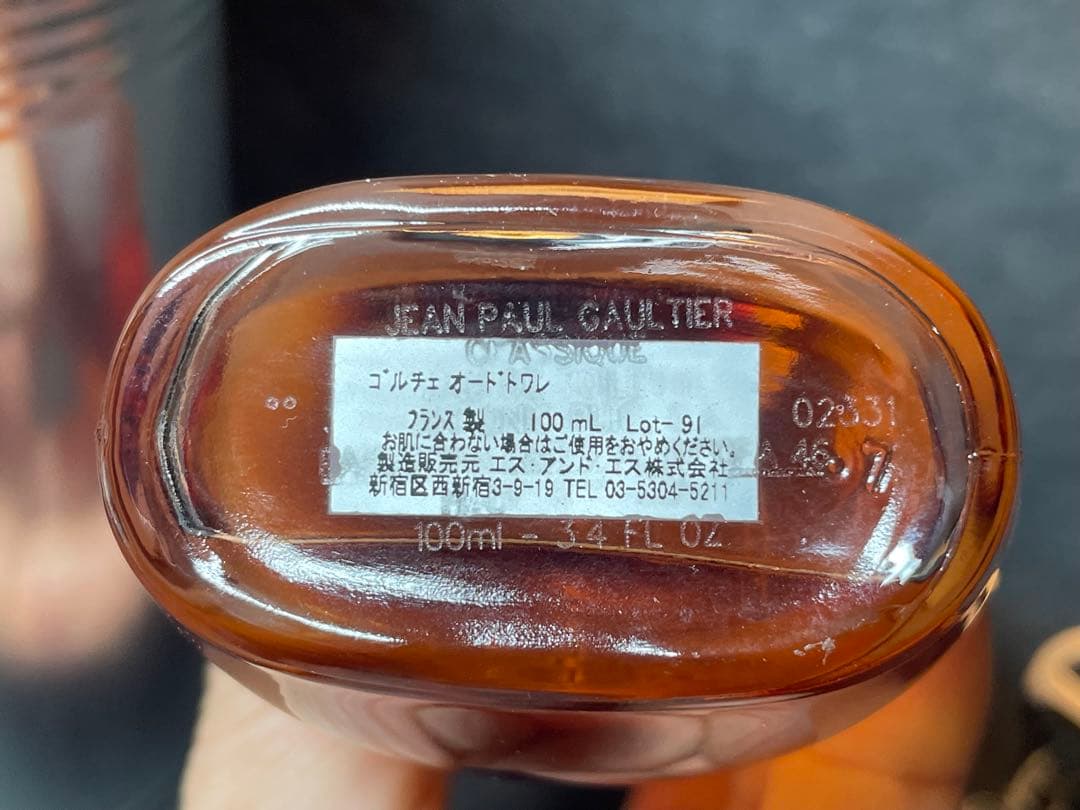 JEAN PAUL GAULTIER
CLASSIQUE
ゴルチェ オードトワレ
フランス製 100 mL Lot-91
お肌に合わない場合はご使用をおやめください。
製造販売元 エス・アンド・エス株式会社
新宿区西新宿3-9-19 TEL 03-5304-5211
02331
A 46. 7
100ml - 3.4 FL OZ